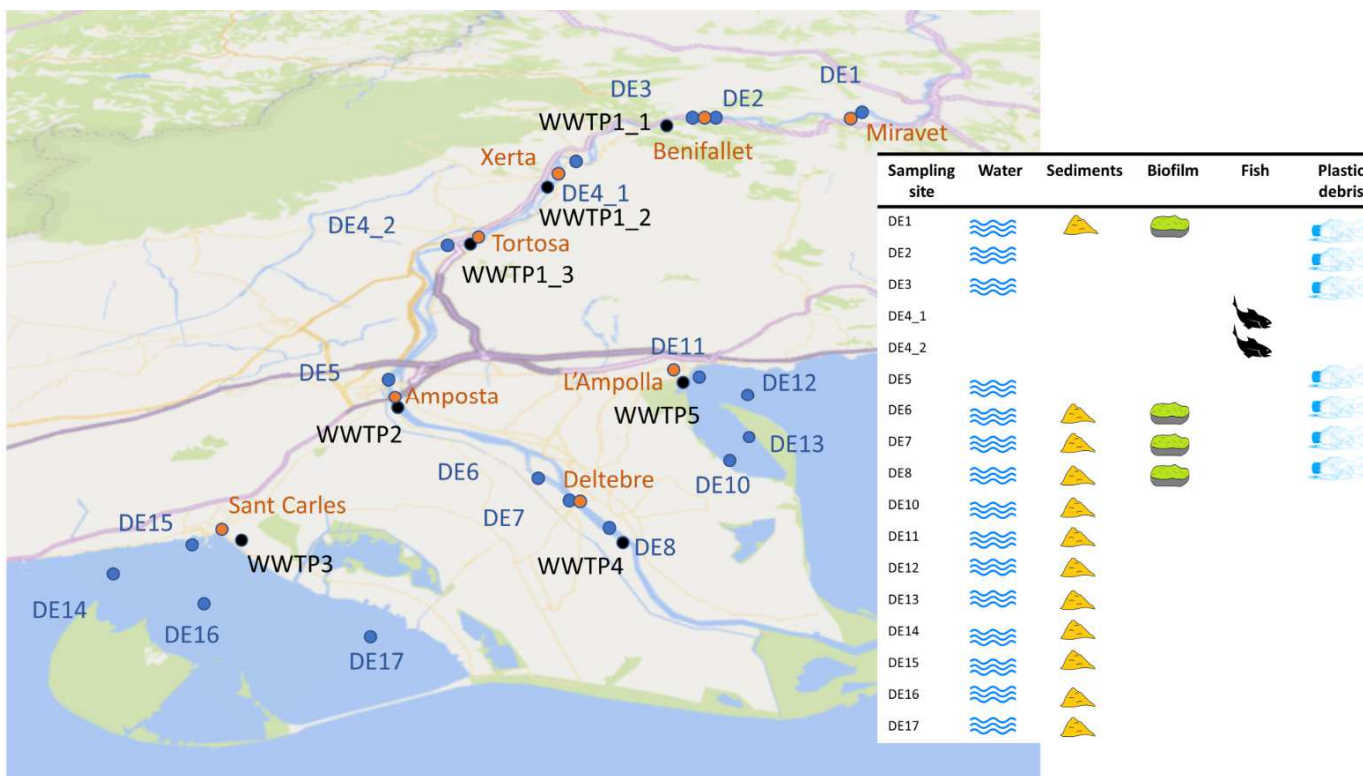 DE1
DE3
DE2
WWTP1_1
Miravet
Xerta
Benifallet
DE4_1
WWTP1_2
DE4_2
Tortosa
WWTP1_3
DE11
DE5
L'Ampolla
DE12
Amposta
WWTP5
WWTP2
DE13
DE6
Deltebre
DE10
Sant Carles
DE7
DE15
DE8
WWTP3
WWTP4
DE14
DE16
DE17
Sampling site Water Sediments Biofilm Fish Plastic debris
DE1
DE2
DE3
DE4_1
DE4_2
DE5
DE6
DE7
DE8
DE10
DE11
DE12
DE13
DE14
DE15
DE16
DE17